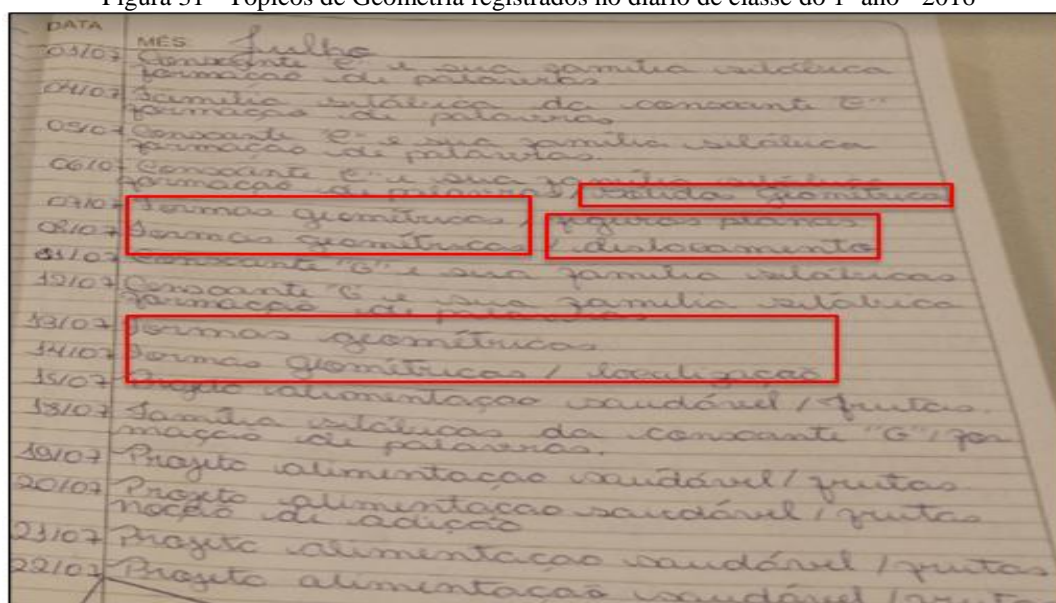 Figura 31 - Tópicos de Geometria registrados no diário de classe do 1º ano - 2016
DATA
MÊS: Julho
03/07 Consoante "C" e sua família silábica
formação de palavras
04/07 Família silábica da consoante "C"
formação de palavras
05/07 Consoante "C" e sua família silábica
formação de palavras.
06/07 Consoante "C" e sua família silábica
formação de palavras / Geométrica
07/07 Formas geométricas / figuras planas
08/07 Formas geométricas / deslocamento
11/07 Consoante "G" e sua família silábicas
12/07 Consoante "G" e sua família silábica
formação de palavras
13/07 Formas geométricas
14/07 Formas geométricas / localização
15/07 Projeto alimentação saudável / frutas.
18/07 Família silábicas da consoante "G" / for
mação de palavras.
19/07 Projeto alimentação saudável / frutas
20/07 Projeto alimentação saudável / frutas
noção de adição
21/07 Projeto alimentação saudável / frutas
22/07 Projeto alimentação saudável / frutas